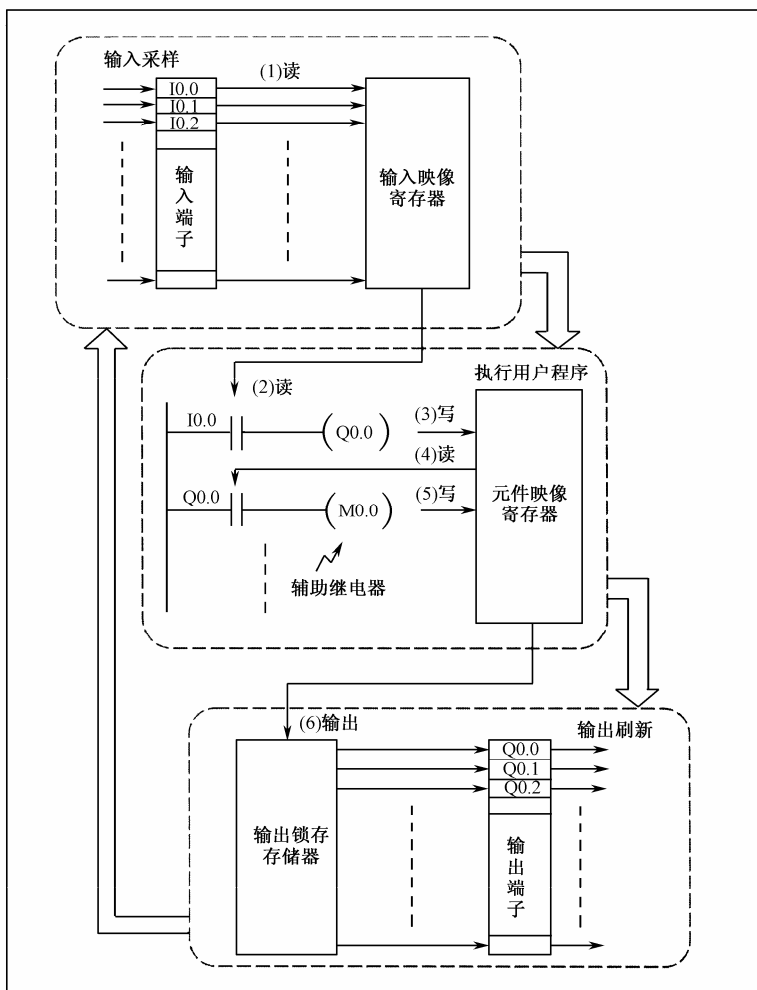 输入采样
(1)读
I0.0
I0.1
I0.2
输入端子
输入映像
寄存器
执行用户程序
(2)读
I0.0
Q0.0
(3)写
(4)读
Q0.0
M0.0
(5)写
元件映像
寄存器
辅助继电器
(6)输出
输出刷新
Q0.0
Q0.1
Q0.2
输出锁存
存储器
输出端子